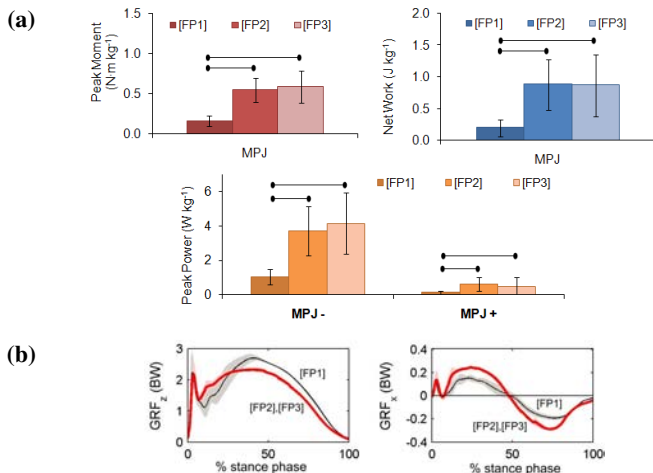 (a)
[FP1] [FP2] [FP3]
Peak Moment
(N·m kg⁻¹)
1.0
0.5
0.0
MPJ
[FP1] [FP2] [FP3]
Net Work (J kg⁻¹)
2.0
1.5
1.0
0.5
0.0
MPJ
[FP1] [FP2] [FP3]
Peak Power (W kg⁻¹)
6
4
2
0
MPJ - MPJ +
(b)
GRFz (BW)
3
2
1
0
[FP1]
[FP2],[FP3]
0 50 100
% stance phase
GRFx (BW)
0.4
0.2
0
-0.2
-0.4
[FP1]
[FP2],[FP3]
0 50 100
% stance phase